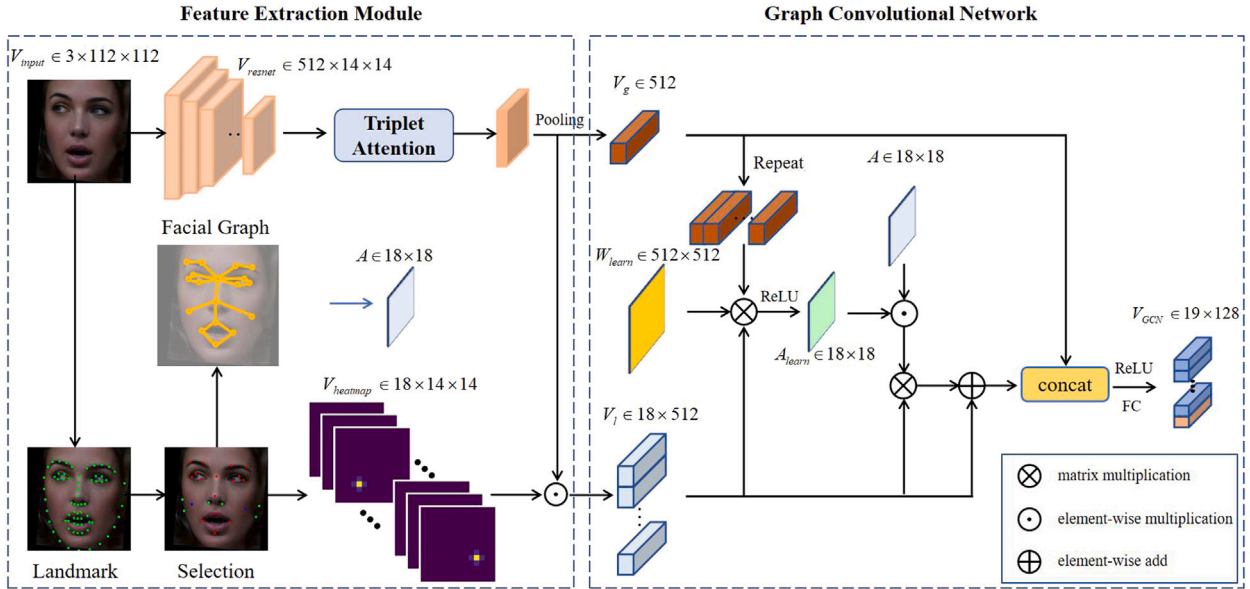 Feature Extraction Module
Graph Convolutional Network
V_input ∈ 3×112×112
V_resnet ∈ 512×14×14
Triplet
Attention
Pooling
V_g ∈ 512
Repeat
A ∈ 18×18
Facial Graph
A ∈ 18×18
W_learn ∈ 512×512
ReLU
A_learn ∈ 18×18
V_GCN ∈ 19×128
V_heatmap ∈ 18×14×14
V_l ∈ 18×512
concat
ReLU
FC
Landmark
Selection
matrix multiplication
element-wise multiplication
element-wise add